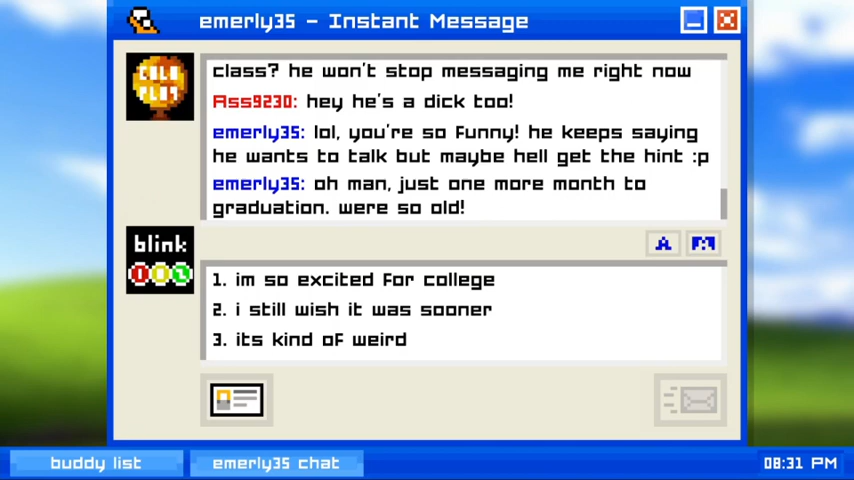 emerly35 - Instant Message
COLD
PLAY
class? he won't stop messaging me right now
Ass9230: hey he's a dick too!
emerly35: lol, you're so funny! he keeps saying
he wants to talk but maybe hell get the hint :p
emerly35: oh man, just one more month to
graduation. were so old!
A
blink
182
1. im so excited for college
2. i still wish it was sooner
3. its kind of weird
buddy list
emerly35 chat
08:31 PM